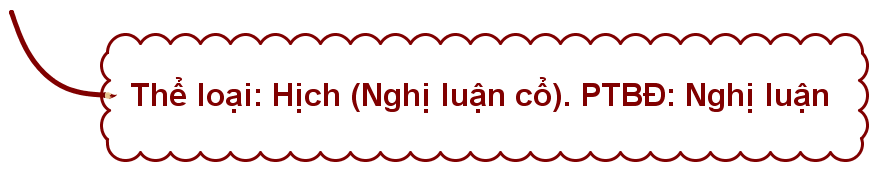 Thể loại: Hịch (Nghị luận cổ). PTBĐ: Nghị luận